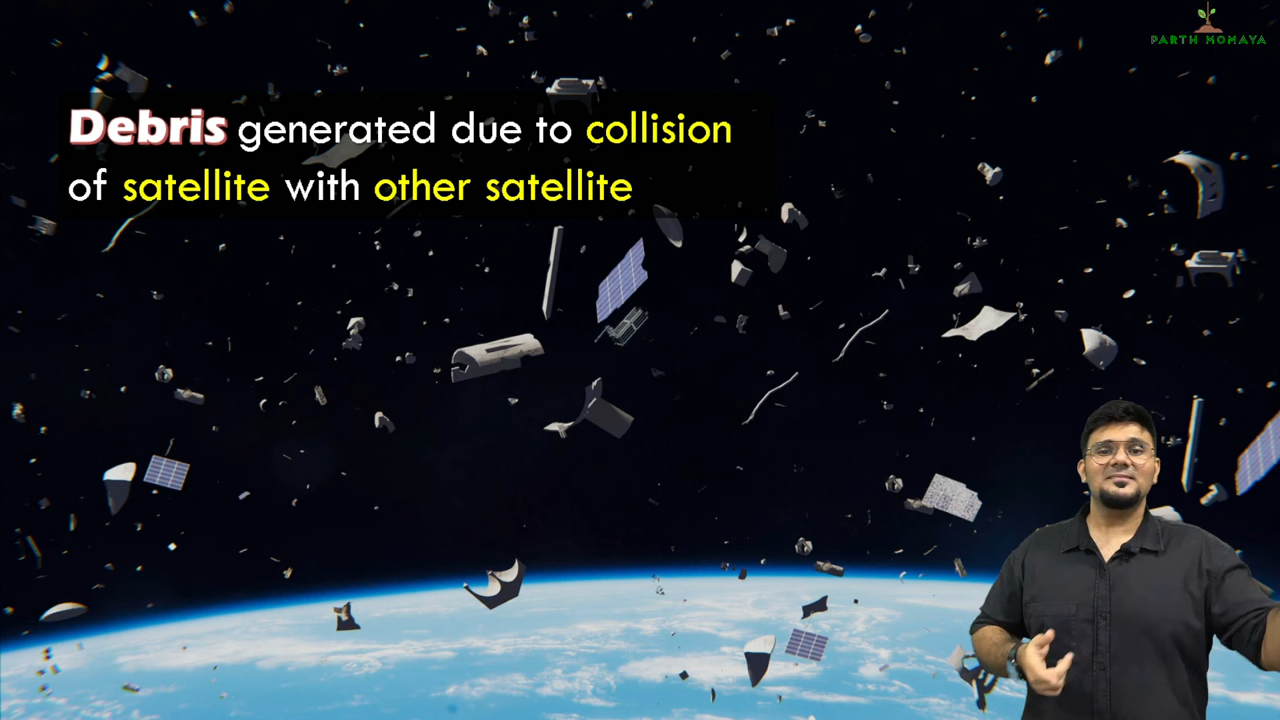 PARTH MOMAYA
Debris generated due to collision
of satellite with other satellite